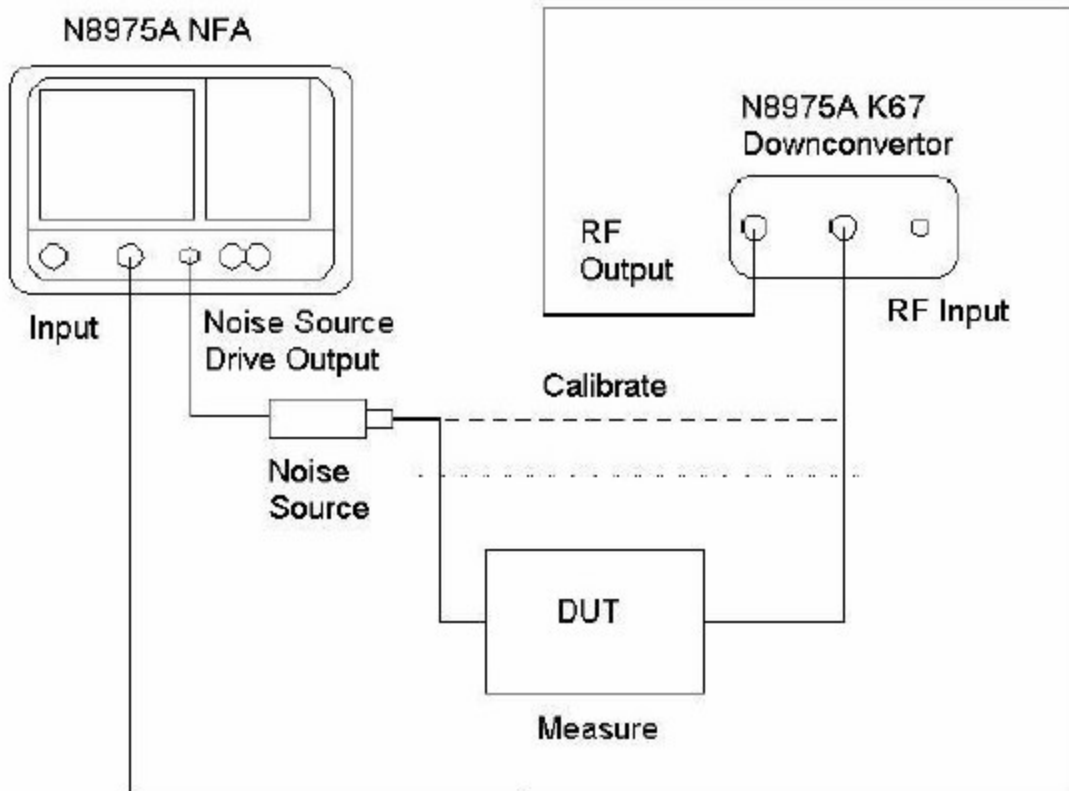 N8975A NFA
N8975A K67
Downconvertor
RF
Output
RF Input
Input
Noise Source
Drive Output
Calibrate
Noise
Source
DUT
Measure